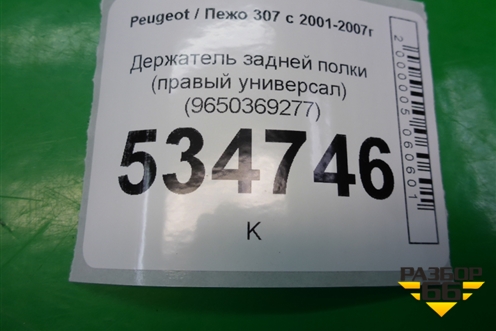 Peugeot / Пежо 307 с 2001-2007г
Держатель задней полки
(правый универсал)
(9650369277)
534746
К
2000005060601
РАЗБОР
66